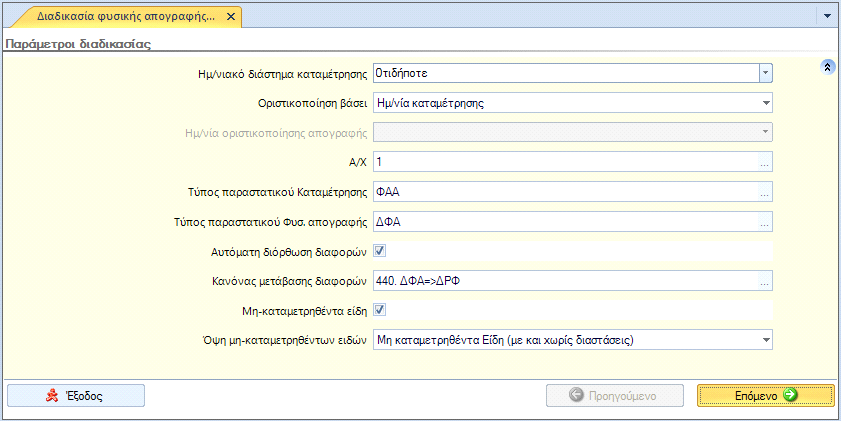 Διαδικασία φυσικής απογραφής...
Παράμετροι διαδικασίας
Ημ/νιακό διάστημα καταμέτρησης Οτιδήποτε
Οριστικοποίηση βάσει Ημ/νία καταμέτρησης
Ημ/νία οριστικοποίησης απογραφής
Α/Χ 1 ...
Τύπος παραστατικού Καταμέτρησης ΦΑΑ ...
Τύπος παραστατικού Φυσ. απογραφής ΔΦΑ ...
Αυτόματη διόρθωση διαφορών
Κανόνας μετάβασης διαφορών 440. ΔΦΑ=>ΔΡΦ ...
Μη-καταμετρηθέντα είδη
Όψη μη-καταμετρηθέντων ειδών Μη καταμετρηθέντα Είδη (με και χωρίς διαστάσεις)
Έξοδος Προηγούμενο Επόμενο